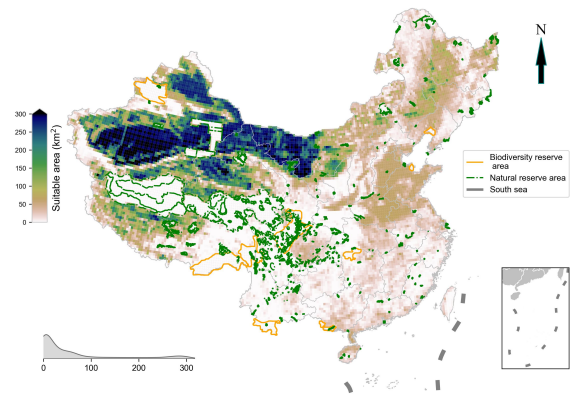 N
300
250
200
150
100
50
0
Suitable area (km²)
Biodiversity reserve
area
Natural reserve area
South sea
0 100 200 300